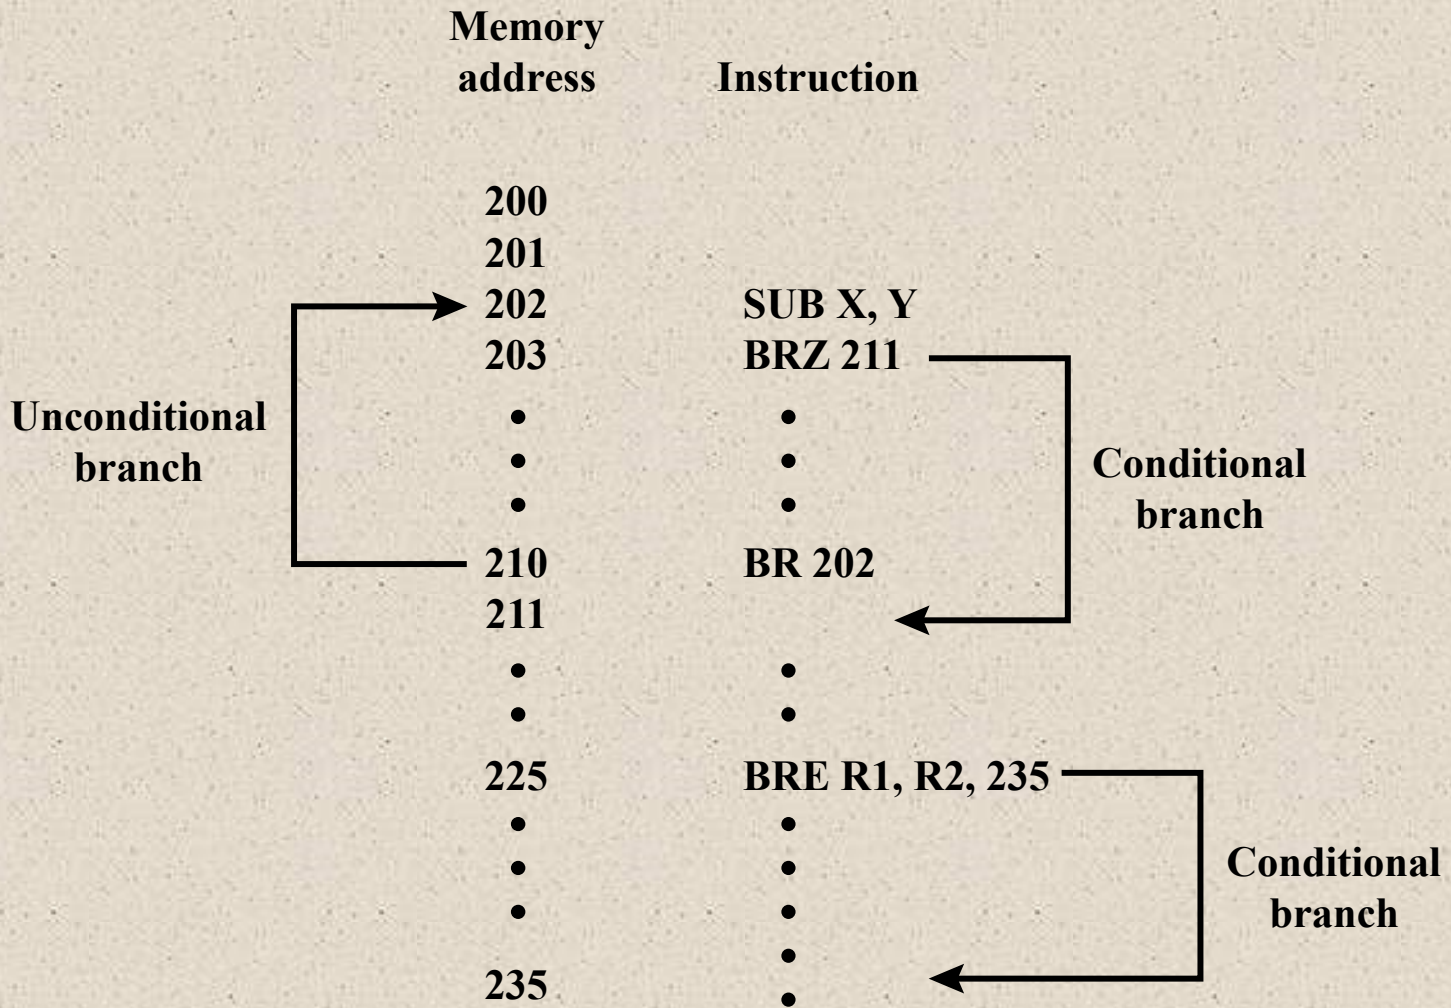 Memory
address Instruction
200
201
202 SUB X, Y
203 BRZ 211
Unconditional
branch
Conditional
branch
210 BR 202
211
225 BRE R1, R2, 235
Conditional
branch
235